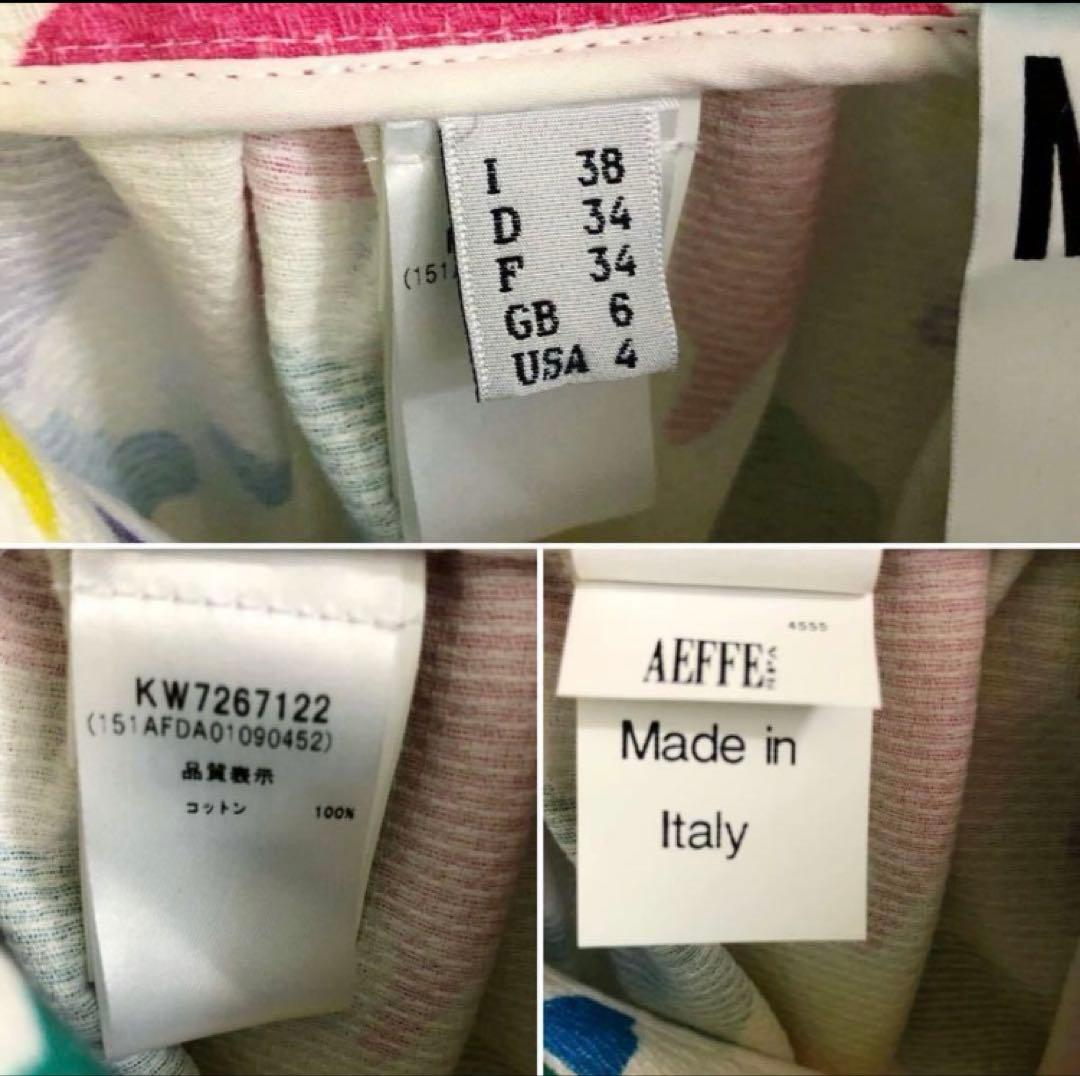 I 38
D 34
F 34
GB 6
USA 4
(151
KW7267122
(151AFDA01090452)
品質表示
コットン 100%
4555
AEFFE SPA
Made in
Italy